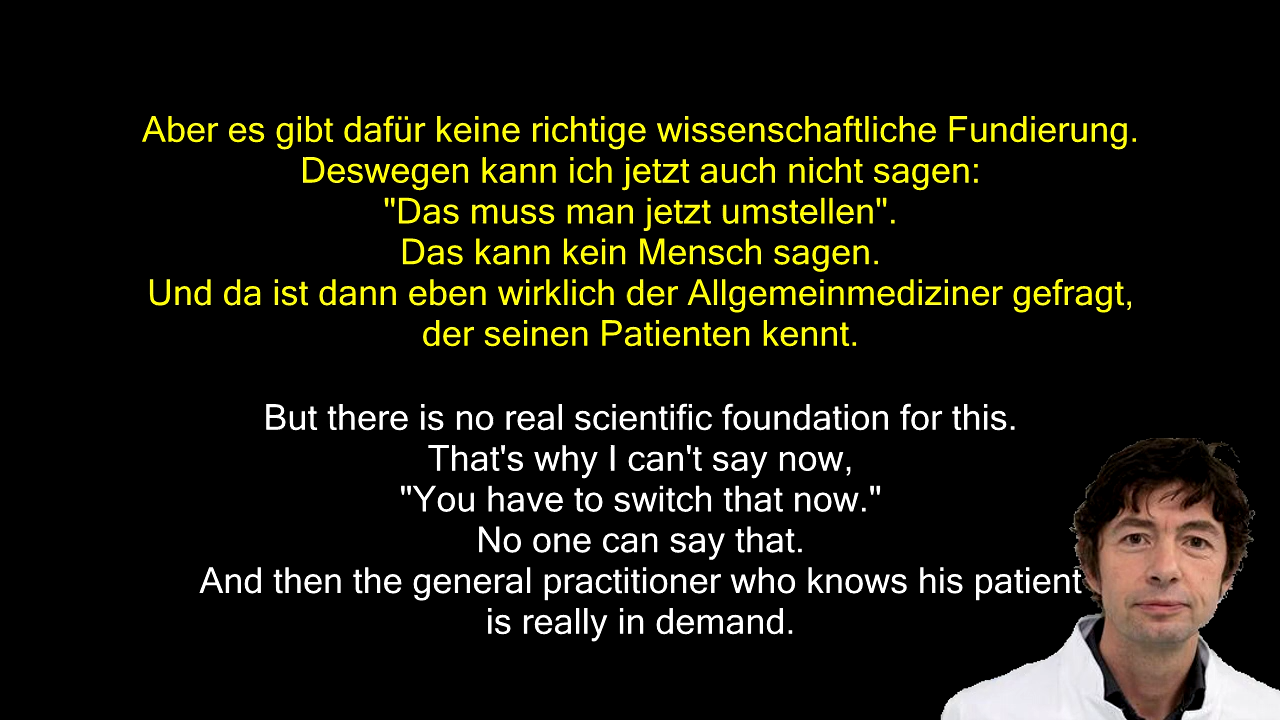 Aber es gibt dafür keine richtige wissenschaftliche Fundierung.
Deswegen kann ich jetzt auch nicht sagen:
"Das muss man jetzt umstellen".
Das kann kein Mensch sagen.
Und da ist dann eben wirklich der Allgemeinmediziner gefragt,
der seinen Patienten kennt.
But there is no real scientific foundation for this.
That's why I can't say now,
"You have to switch that now."
No one can say that.
And then the general practitioner who knows his patient
is really in demand.